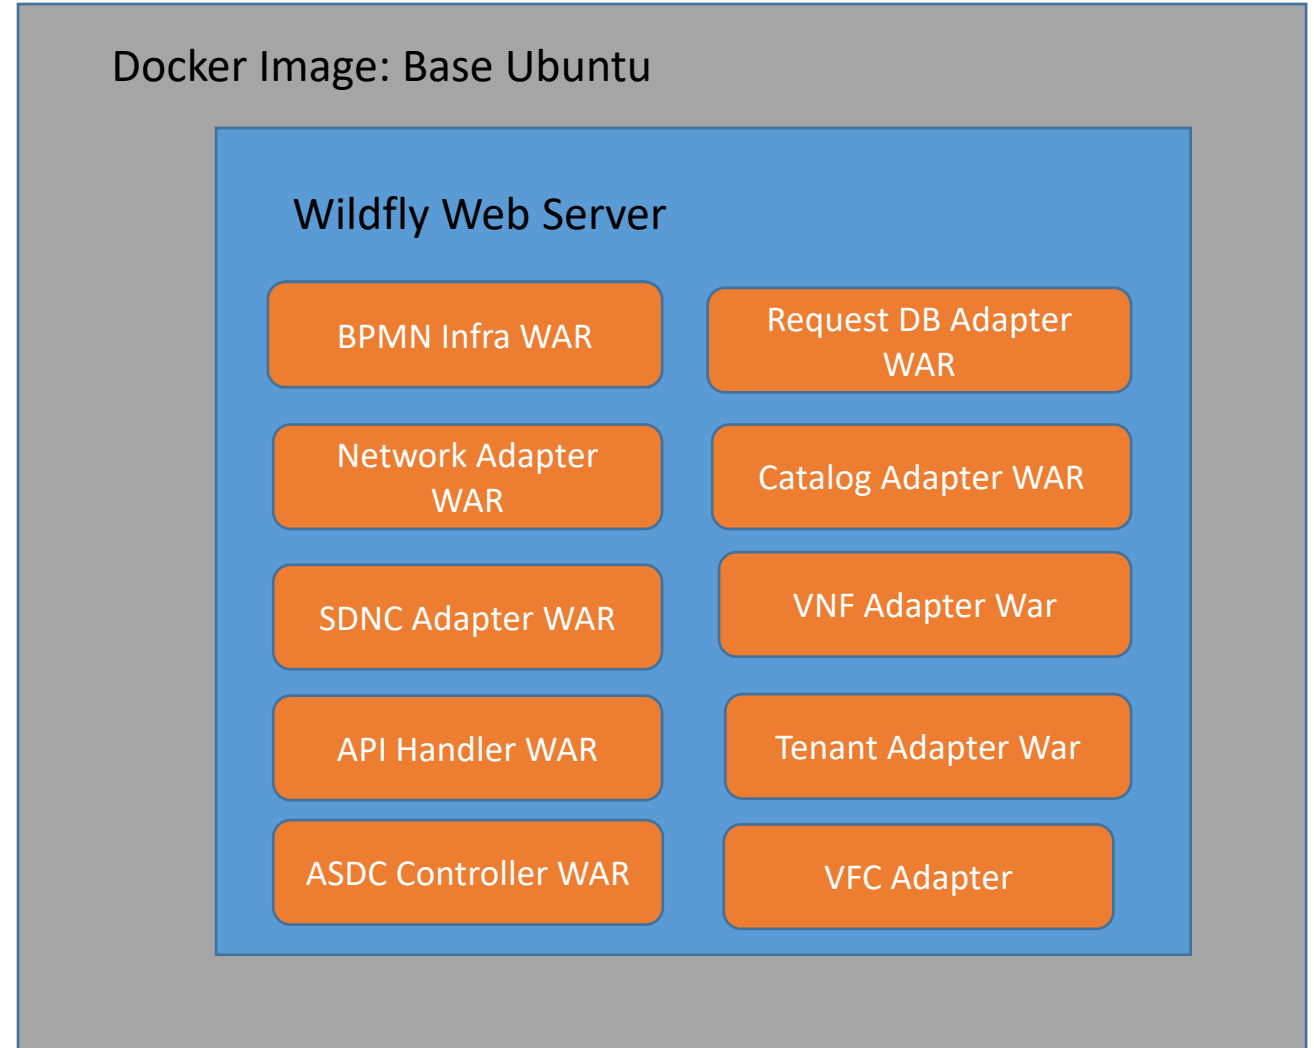 Docker Image: Base Ubuntu
Wildfly Web Server
BPMN Infra WAR
Request DB Adapter
WAR
Network Adapter
WAR
Catalog Adapter WAR
SDNC Adapter WAR
VNF Adapter War
API Handler WAR
Tenant Adapter War
ASDC Controller WAR
VFC Adapter